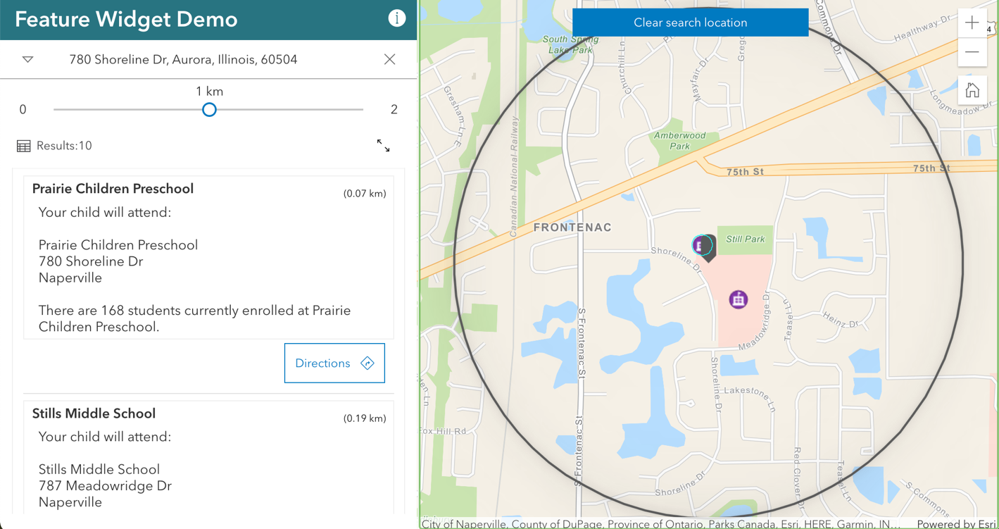 Feature Widget Demo
780 Shoreline Dr, Aurora, Illinois, 60504
1 km
0
2
Results:10
Prairie Children Preschool
(0.07 km)
Your child will attend:
Prairie Children Preschool
780 Shoreline Dr
Naperville
There are 168 students currently enrolled at Prairie
Children Preschool.
Directions
Stills Middle School
(0.19 km)
Your child will attend:
Stills Middle School
787 Meadowridge Dr
Naperville
Clear search location
South Spring
Lake Park
Churchill Ln
Mayfair Dr
Commons Dr
Healthway Dr
Longmeadow Dr
Gresham Ln E
Canadian National Railway
Amberwood
Park
75th St
75th St
FRONTENAC
Still Park
Shoreline Dr
S Frontenac St
Meadowridge Dr
Teasel Ln
Heinz Dr
Shoreline Dr
Lakestone Ln
Fox Hill Rd
S Frontenac St
Red Clover Dr
Teasel Ln
Shoreline Dr
S Commons
City of Naperville, County of DuPage, Province of Ontario, Parks Canada, Esri, HERE, Garmin, IN...
Powered by Esri